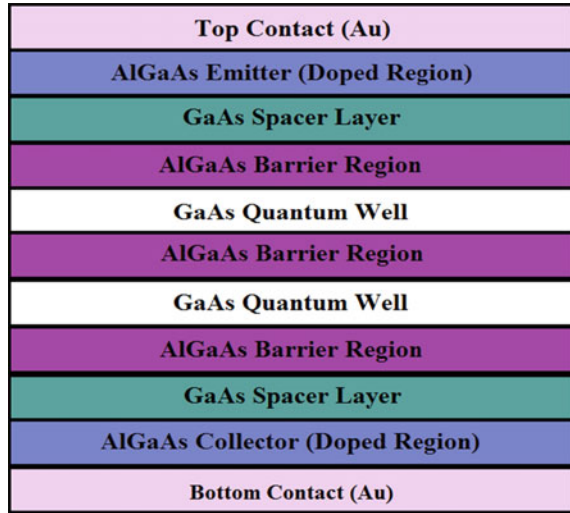 Top Contact (Au)
AlGaAs Emitter (Doped Region)
GaAs Spacer Layer
AlGaAs Barrier Region
GaAs Quantum Well
AlGaAs Barrier Region
GaAs Quantum Well
AlGaAs Barrier Region
GaAs Spacer Layer
AlGaAs Collector (Doped Region)
Bottom Contact (Au)